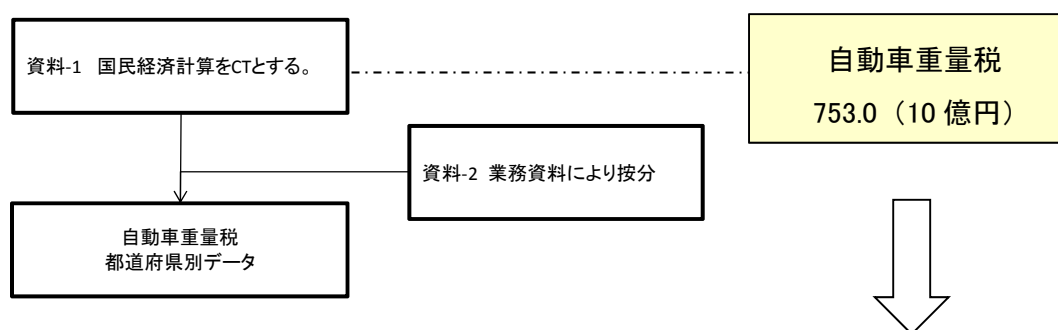 資料-1 国民経済計算をCTとする。
自動車重量税
753.0（10 億円）
資料-2 業務資料により按分
自動車重量税
都道府県別データ